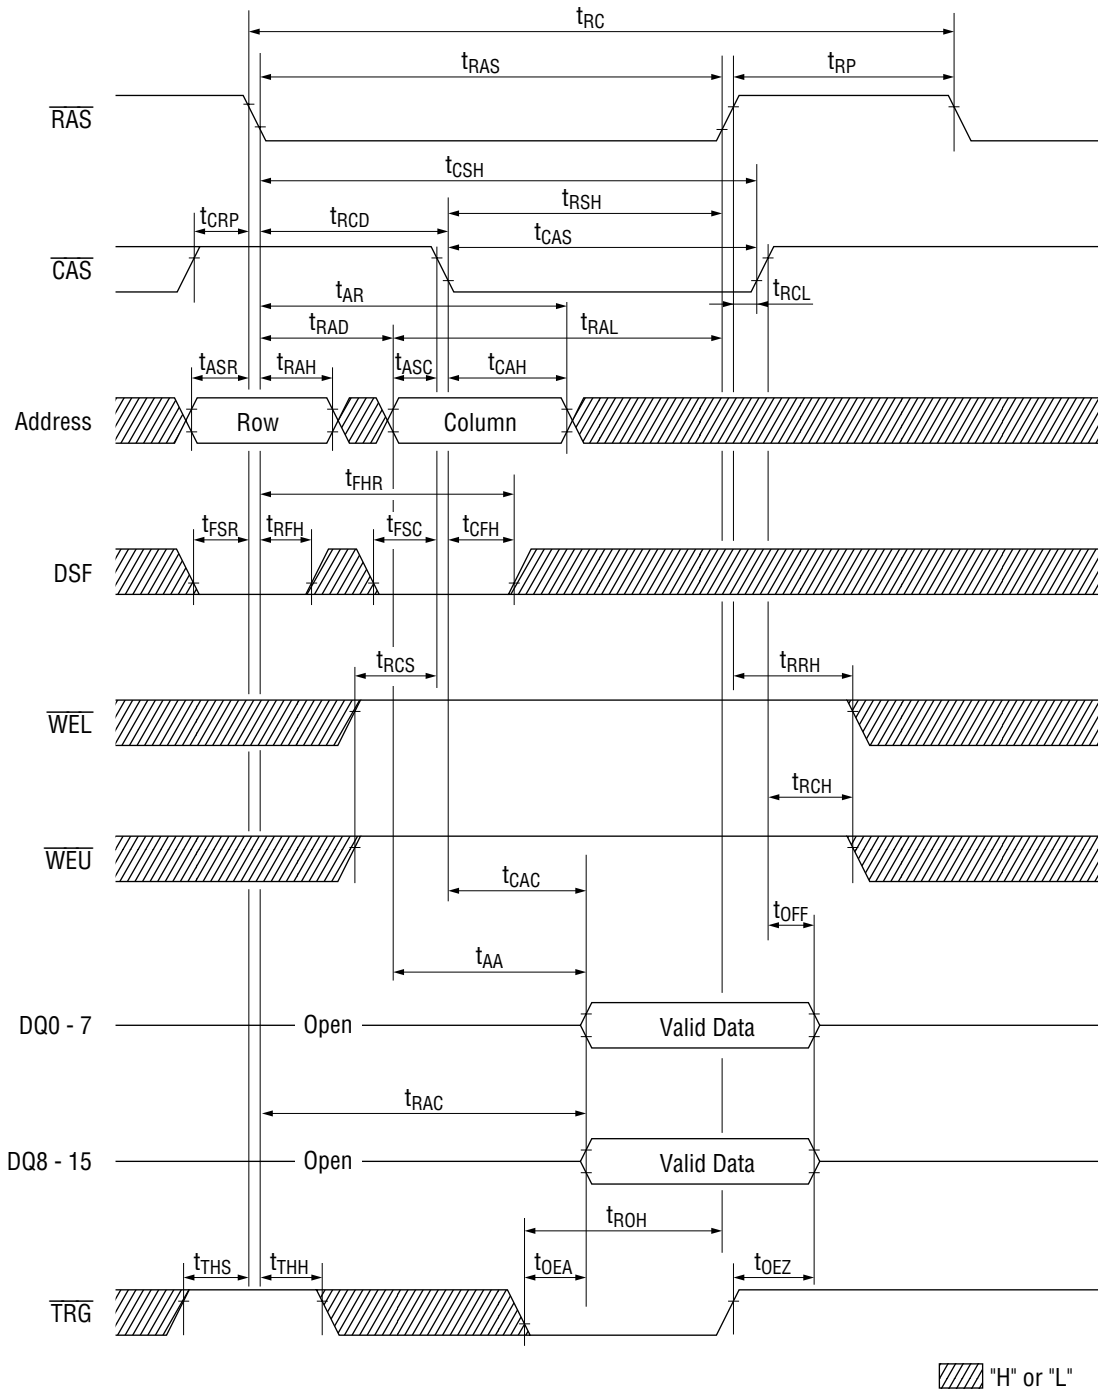 tRC
tRAS tRP
RAS
tCSH
tRSH
tCRP tRCD
tCAS
CAS
tAR tRCL
tRAD tRAL
tASR tRAH tASC tCAH
Address Row Column
tFHR
tFSR tRFH tFSC tCFH
DSF
tRCS tRRH
WEL
tRCH
WEU
tCAC
tOFF
tAA
DQ0 - 7 Open Valid Data
tRAC
DQ8 - 15 Open Valid Data
tROH
tTHS tTHH tOEA tOEZ
TRG
"H" or "L"